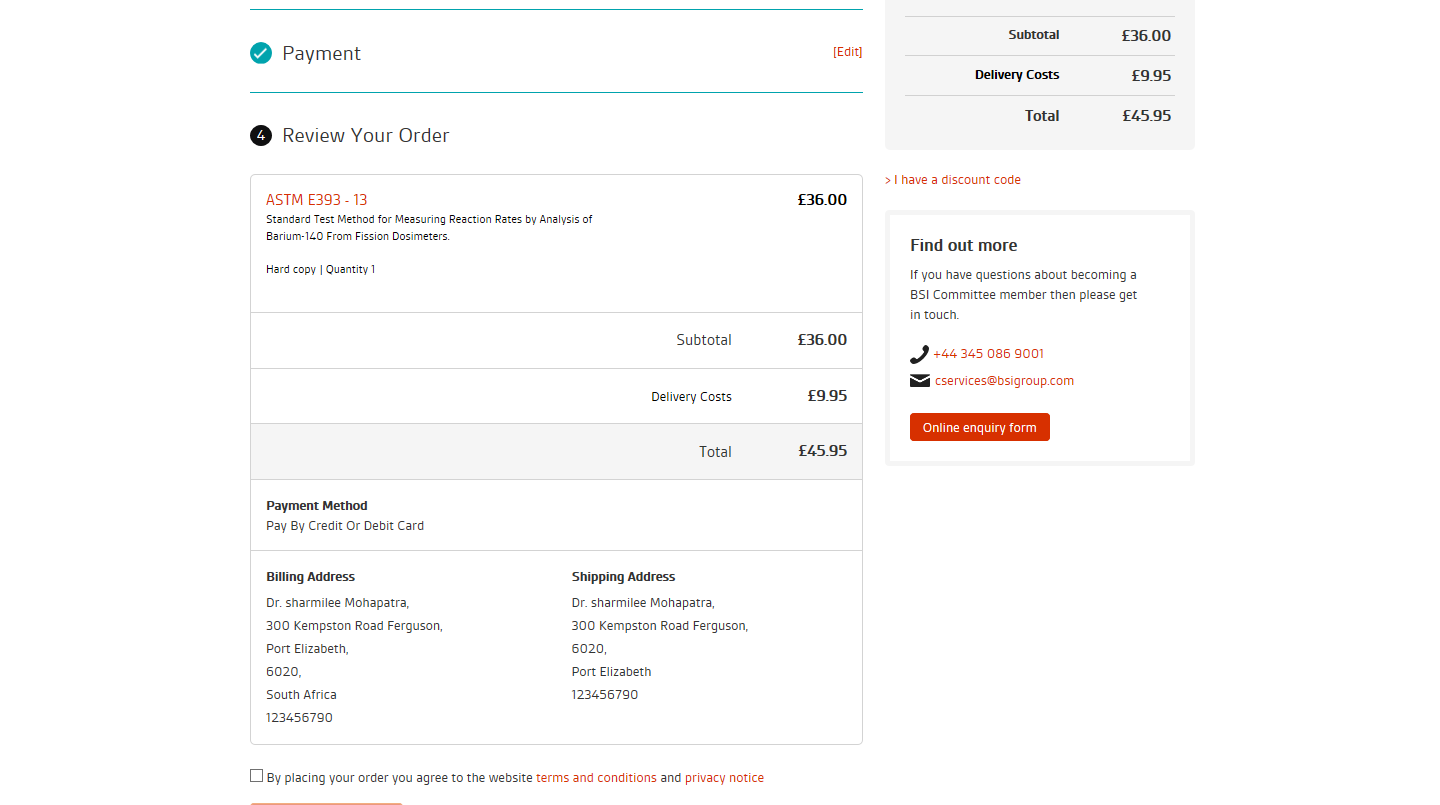 Payment
[Edit]
4 Review Your Order
ASTM E393 - 13
£36.00
Standard Test Method for Measuring Reaction Rates by Analysis of
Barium-140 From Fission Dosimeters.
Hard copy | Quantity 1
Subtotal £36.00
Delivery Costs £9.95
Total £45.95
Payment Method
Pay By Credit Or Debit Card
Billing Address
Dr. sharmilee Mohapatra,
300 Kempston Road Ferguson,
Port Elizabeth,
6020,
South Africa
123456790
Shipping Address
Dr. sharmilee Mohapatra,
300 Kempston Road Ferguson,
6020,
Port Elizabeth
123456790
By placing your order you agree to the website terms and conditions and privacy notice
Subtotal £36.00
Delivery Costs £9.95
Total £45.95
> I have a discount code
Find out more
If you have questions about becoming a
BSI Committee member then please get
in touch.
+44 345 086 9001
cservices@bsigroup.com
Online enquiry form